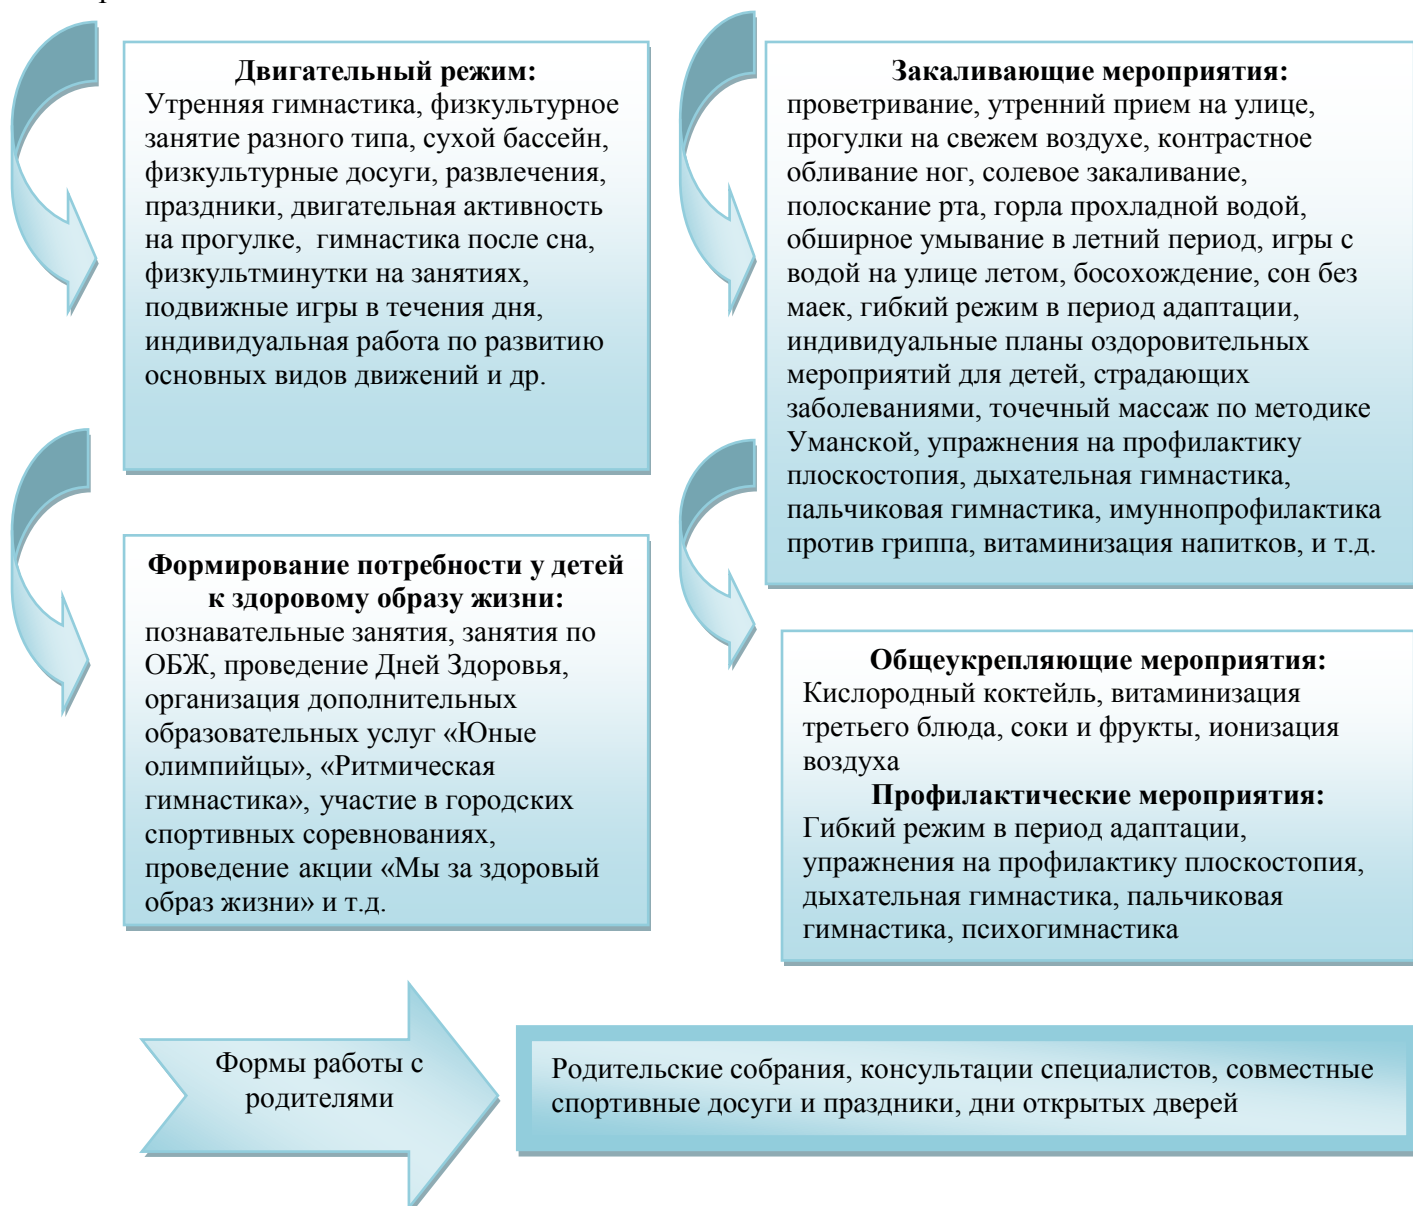 Двигательный режим:
Утренняя гимнастика, физкультурное
занятие разного типа, сухой бассейн,
физкультурные досуги, развлечения,
праздники, двигательная активность
на прогулке,  гимнастика после сна,
физкультминутки на занятиях,
подвижные игры в течения дня,
индивидуальная работа по развитию
основных видов движений и др.
Закаливающие мероприятия:
проветривание, утренний прием на улице,
прогулки на свежем воздухе, контрастное
обливание ног, солевое закаливание,
полоскание рта, горла прохладной водой,
обширное умывание в летний период, игры с
водой на улице летом, босохождение, сон без
маек, гибкий режим в период адаптации,
индивидуальные планы оздоровительных
мероприятий для детей, страдающих
заболеваниями, точечный массаж по методике
Уманской, упражнения на профилактику
плоскостопия, дыхательная гимнастика,
пальчиковая гимнастика, имуннопрофилактика
против гриппа, витаминизация напитков, и т.д.
Формирование потребности у детей
к здоровому образу жизни:
познавательные занятия, занятия по
ОБЖ, проведение Дней Здоровья,
организация дополнительных
образовательных услуг «Юные
олимпийцы», «Ритмическая
гимнастика», участие в городских
спортивных соревнованиях,
проведение акции «Мы за здоровый
образ жизни» и т.д.
Общеукрепляющие мероприятия:
Кислородный коктейль, витаминизация
третьего блюда, соки и фрукты, ионизация
воздуха
Профилактические мероприятия:
Гибкий режим в период адаптации,
упражнения на профилактику плоскостопия,
дыхательная гимнастика, пальчиковая
гимнастика, психогимнастика
Формы работы с
родителями
Родительские собрания, консультации специалистов, совместные
спортивные досуги и праздники, дни открытых дверей